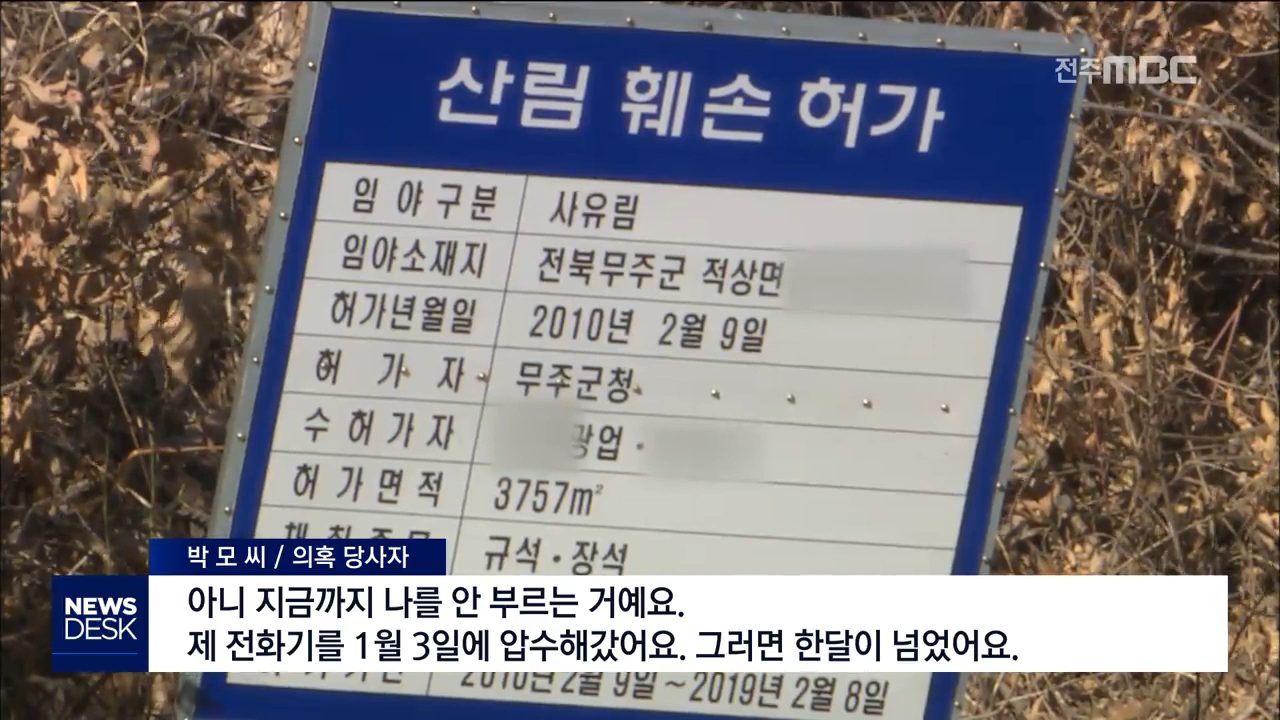 산림 훼손 허가
전주MBC
임 야 구 분 사유림
임야소재지 전북무주군 적상면
허가년월일 2010년 2월 9일
허 가 자 무주군청
수 허 가 자 광업 ·
허 가 면 적 3757m²
규석 · 장석
박 모 씨 / 의혹 당사자
NEWS DESK
아니 지금까지 나를 안 부르는 거예요.
제 전화기를 1월 3일에 압수해갔어요. 그러면 한달이 넘었어요.
2010년 2월 9일 ~ 2019년 2월 8일